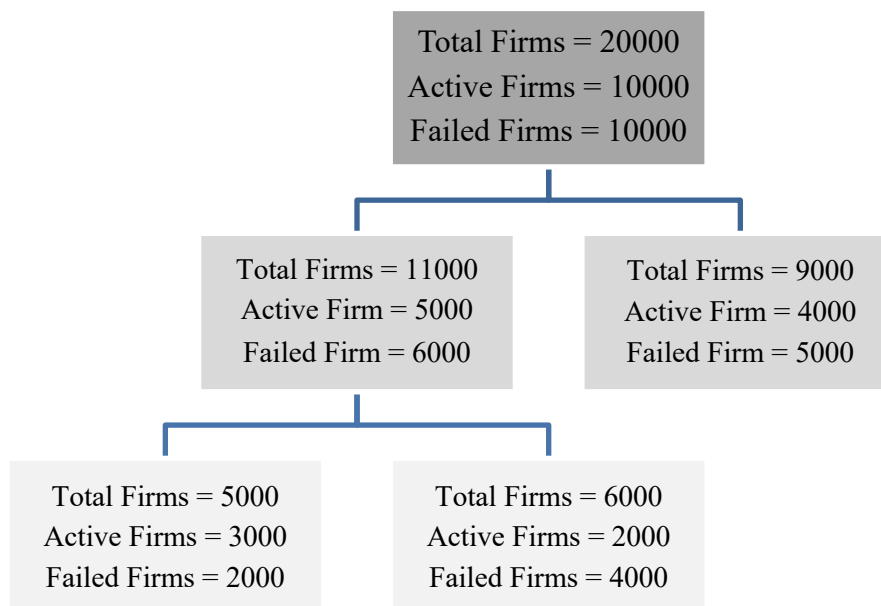 Total Firms = 20000
Active Firms = 10000
Failed Firms = 10000
Total Firms = 11000
Active Firm = 5000
Failed Firm = 6000
Total Firms = 9000
Active Firm = 4000
Failed Firm = 5000
Total Firms = 5000
Active Firms = 3000
Failed Firms = 2000
Total Firms = 6000
Active Firms = 2000
Failed Firms = 4000